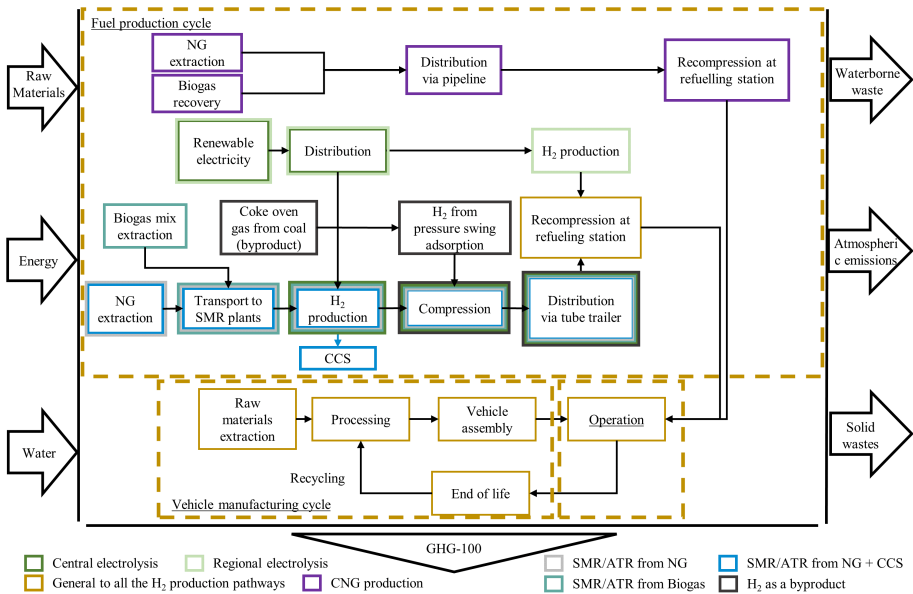 Fuel production cycle
NG
extraction
Biogas
recovery
Distribution
via pipeline
Recompression at
refuelling station
Raw
Materials
Waterborne
waste
Renewable
electricity
Distribution
H2 production
Biogas mix
extraction
Coke oven
gas from coal
(byproduct)
H2 from
pressure swing
adsorption
Recompression at
refueling station
Energy
Atmospheri
c emissions
NG
extraction
Transport to
SMR plants
H2
production
Compression
Distribution
via tube trailer
CCS
Raw
materials
extraction
Processing
Vehicle
assembly
Operation
Water
Solid
wastes
Recycling
End of life
Vehicle manufacturing cycle
GHG-100
Central electrolysis
Regional electrolysis
SMR/ATR from NG
SMR/ATR from NG + CCS
General to all the H2 production pathways
CNG production
SMR/ATR from Biogas
H2 as a byproduct